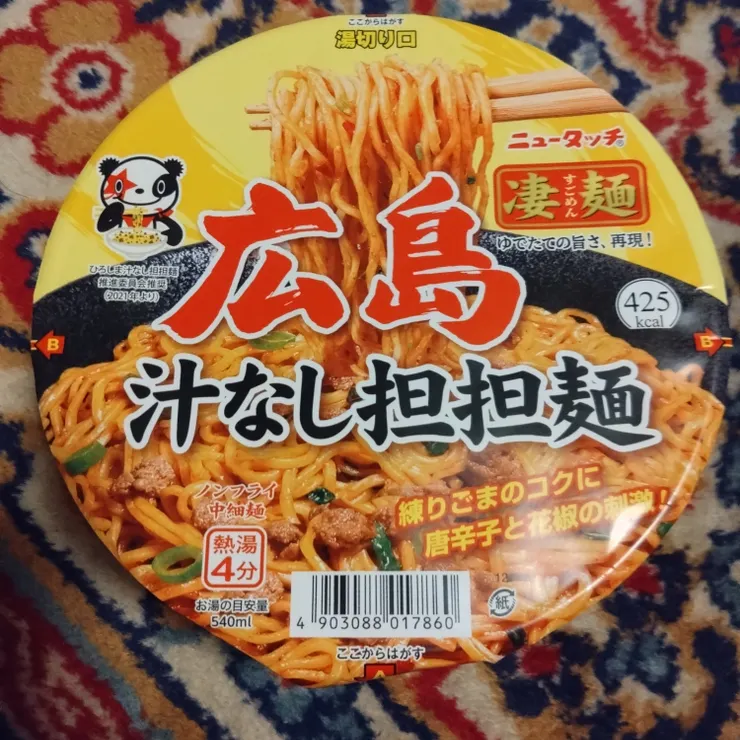 ここからはがす
湯切り口
ニュータッチ®
すごめん
凄麺
ゆでたての旨さ、再現！
ひろしま汁なし担担麺
推進委員会推奨
(2021年より)
広島
425
kcal
B
B
汁なし担担麺
ノンフライ
中細麺
練りごまのコクに
唐辛子と花椒の刺激！
熱湯
4分
お湯の目安量
540ml
4 903088 017860
12
紙
ここからはがす
A